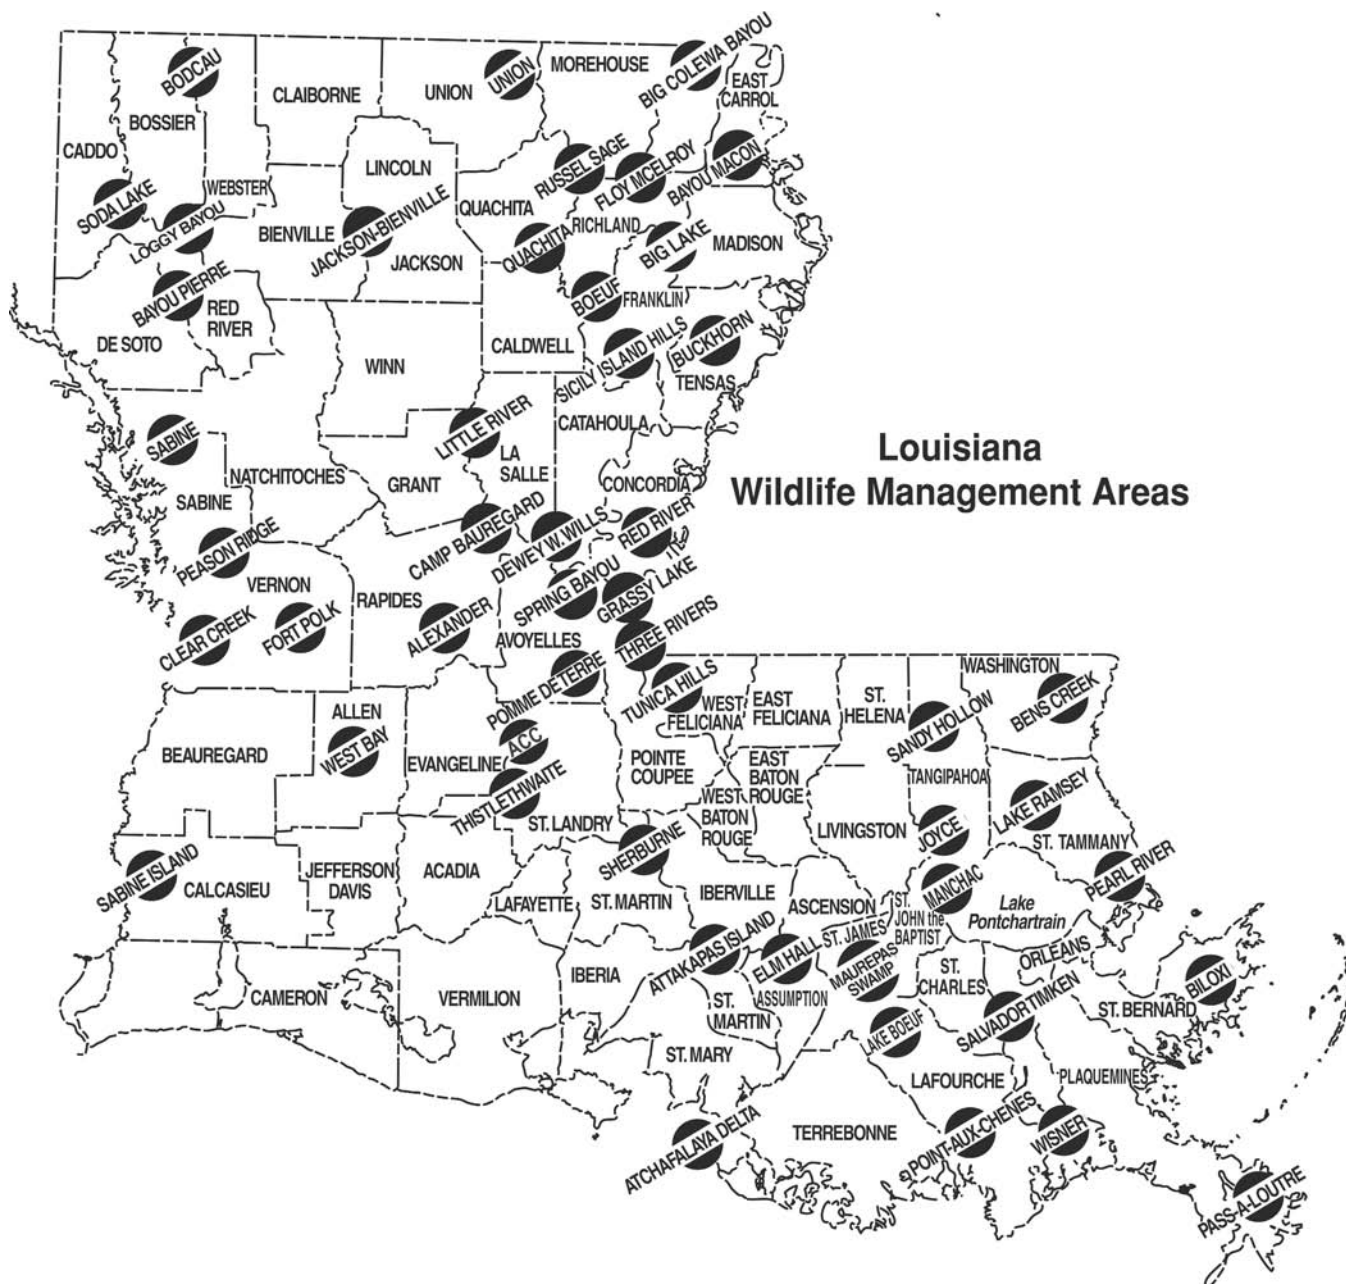 BODCAU
UNION
MOREHOUSE
BIG COLEWA BAYOU
CLAIBORNE
UNION
EAST
CARROL
BOSSIER
CADDO
LINCOLN
RUSSEL SAGE
FLOY MCELROY
BAYOU MACON
SODA LAKE
WEBSTER
LOGGY BAYOU
BIENVILLE
JACKSON-BIENVILLE
QUACHITA
RICHLAND
QUACHITA
BIG LAKE
MADISON
JACKSON
BAYOU PIERRE
RED
RIVER
BOEUF
FRANKLIN
DE SOTO
WINN
CALDWELL
SICILY ISLAND HILLS
BUCKHORN
TENSAS
SABINE
LITTLE RIVER
CATAHOULA
Louisiana
Wildlife Management Areas
NATCHITOCHES
GRANT
LA
SALLE
CONCORDIA
SABINE
CAMP BAUREGARD
DEWEY W. WILLS
RED RIVER
PEASON RIDGE
VERNON
RAPIDES
SPRING BAYOU
GRASSY LAKE
CLEAR CREEK
FORT POLK
ALEXANDER
AVOYELLES
THREE RIVERS
POMME DETERRE
TUNICA HILLS
WEST
FELICIANA
EAST
FELICIANA
ST.
HELENA
WASHINGTON
BENS CREEK
SANDY HOLLOW
ALLEN
WEST BAY
BEAUREGARD
EVANGELINE
ACC
POINTE
COUPEE
EAST
BATON
ROUGE
TANGIPAHOA
THISTLETHWAITE
WEST
BATON
ROUGE
LAKE RAMSEY
ST. LANDRY
LIVINGSTON
JOYCE
ST. TAMMANY
SHERBURNE
SABINE ISLAND
CALCASIEU
JEFFERSON
DAVIS
ACADIA
LAFAYETTE
ST. MARTIN
IBERVILLE
ASCENSION
MANCHAC
PEARL RIVER
ST.
JOHN the
BAPTIST
Lake
Pontchartrain
ST. JAMES
ATTAKAPAS ISLAND
ELM HALL
MAUREPAS
SWAMP
ORLEANS
ST.
CHARLES
BILOXI
IBERIA
CAMERON
VERMILION
ST.
MARTIN
ASSUMPTION
SALVADOR TIMKEN
ST. BERNARD
LAKE BOEUF
ST. MARY
LAFOURCHE
PLAQUEMINES
ATCHAFALAYA DELTA
TERREBONNE
POINT-AUX-CHENES
WISNER
PASS-A-LOUTRE